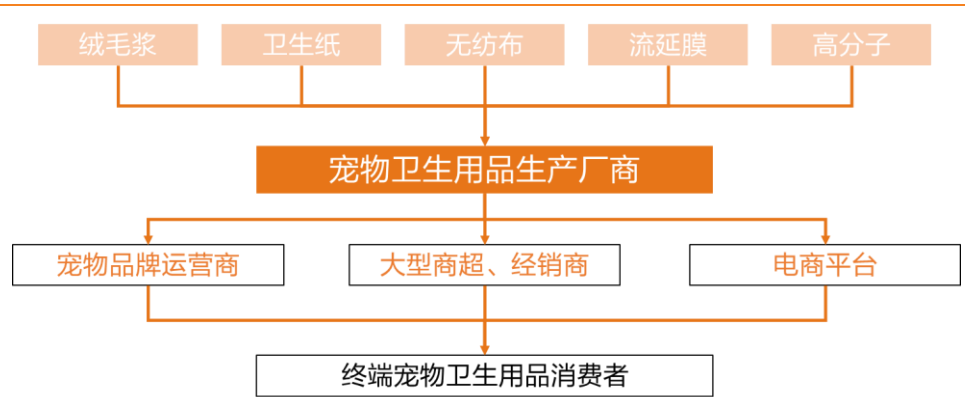 绒毛浆
卫生纸
无纺布
流延膜
高分子
宠物卫生用品生产厂商
宠物品牌运营商
大型商超、经销商
电商平台
终端宠物卫生用品消费者